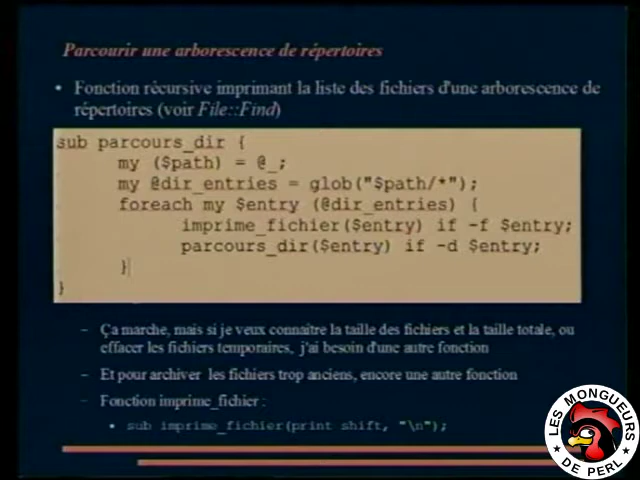 Parcourir une arborescence de répertoires
• Fonction récursive imprimant la liste des fichiers d'une arborescence de
répertoires (voir File::Find)
sub parcours_dir {
my ($path) = @_;
my @dir_entries = glob("$path/*");
foreach my $entry (@dir_entries) {
imprime_fichier($entry) if -f $entry;
parcours_dir($entry) if -d $entry;
}
}
– Ça marche, mais si je veux connaître la taille des fichiers et la taille totale, ou
effacer les fichiers temporaires, j'ai besoin d'une autre fonction
– Et pour archiver les fichiers trop anciens, encore une autre fonction
– Fonction imprime_fichier :
• sub imprime_fichier{print shift, "\n"};
LES MONGUEURS
DE PERL